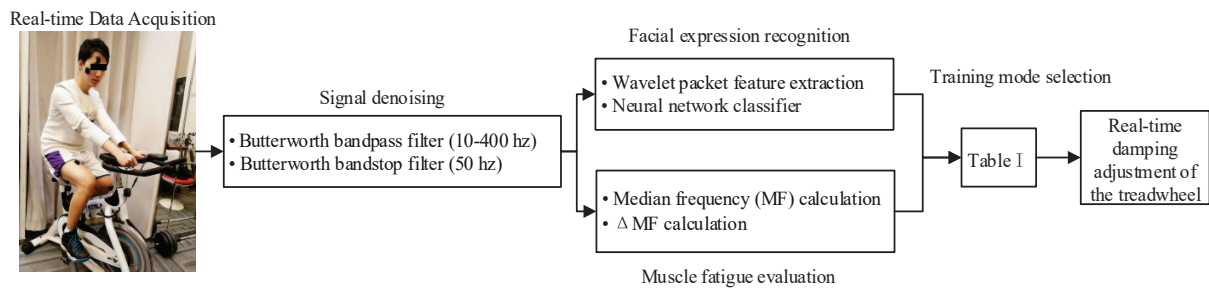 Real-time Data Acquisition
Signal denoising
• Butterworth bandpass filter (10-400 hz)
• Butterworth bandstop filter (50 hz)
Facial expression recognition
• Wavelet packet feature extraction
• Neural network classifier
• Median frequency (MF) calculation
• Δ MF calculation
Muscle fatigue evaluation
Training mode selection
Table Ⅰ
Real-time
damping
adjustment of
the treadwheel